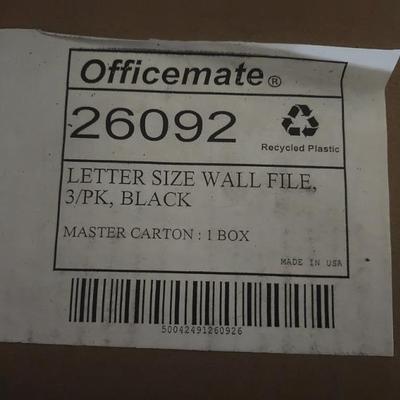 Officemate®
26092
Recycled Plastic
LETTER SIZE WALL FILE,
3/PK, BLACK
MASTER CARTON : 1 BOX
MADE IN USA
50042491260926